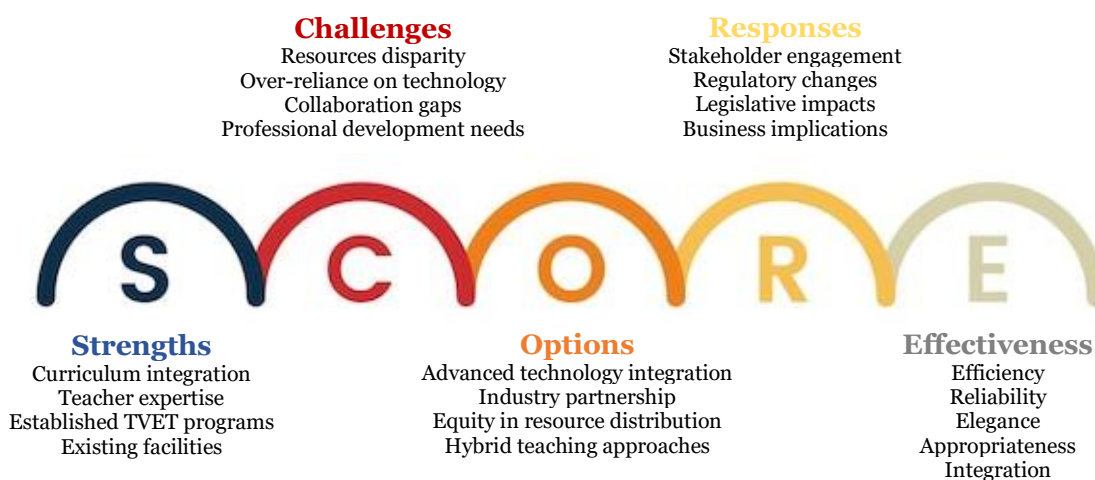 Challenges
Resources disparity
Over-reliance on technology
Collaboration gaps
Professional development needs
Responses
Stakeholder engagement
Regulatory changes
Legislative impacts
Business implications
S C O R E
Strengths
Curriculum integration
Teacher expertise
Established TVET programs
Existing facilities
Options
Advanced technology integration
Industry partnership
Equity in resource distribution
Hybrid teaching approaches
Effectiveness
Efficiency
Reliability
Elegance
Appropriateness
Integration